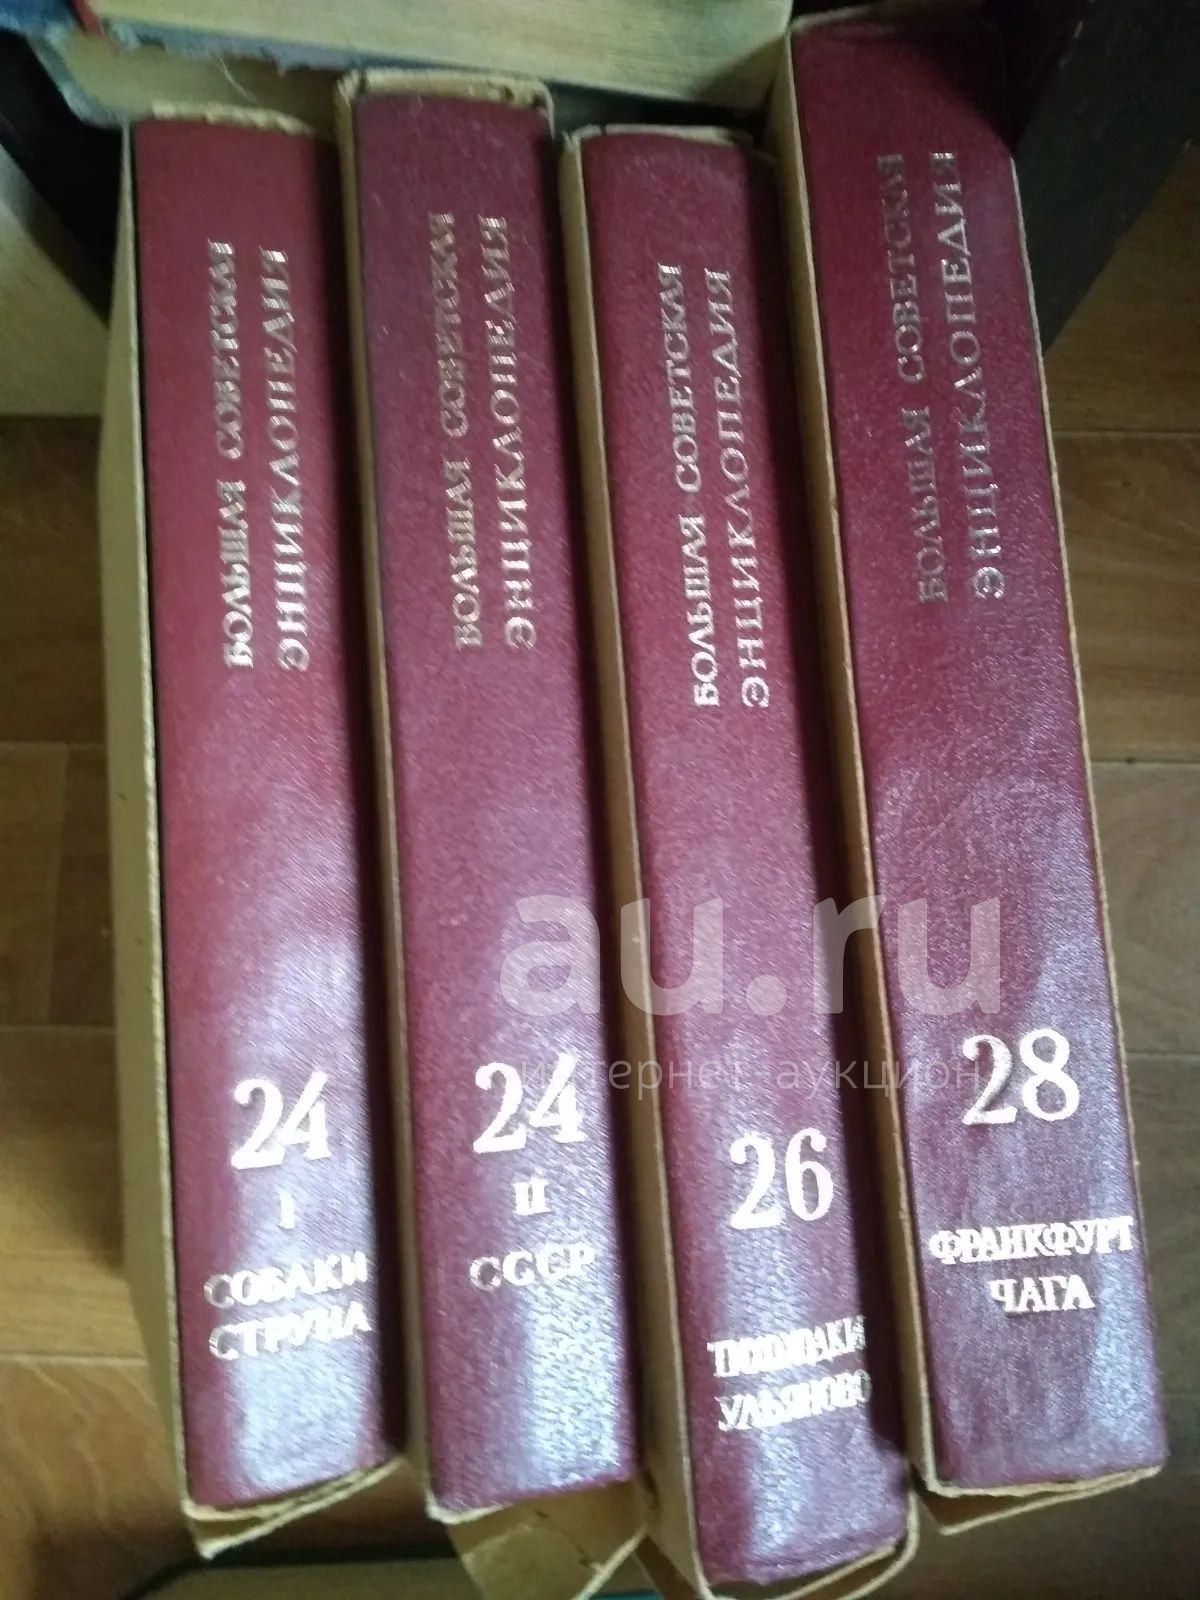 БОЛЬШАЯ СОВЕТСКАЯ
ЭНЦИКЛОПЕДИЯ
24
I
СОБАКИ
СТРУНА
БОЛЬШАЯ СОВЕТСКАЯ
ЭНЦИКЛОПЕДИЯ
24
II
СССР
БОЛЬШАЯ СОВЕТСКАЯ
ЭНЦИКЛОПЕДИЯ
26
ТИХОХОДКИ
УЛЬЯНОВО
БОЛЬШАЯ СОВЕТСКАЯ
ЭНЦИКЛОПЕДИЯ
28
ФРАНКФУРТ
ЧАГА
au.ru
интернет-аукцион